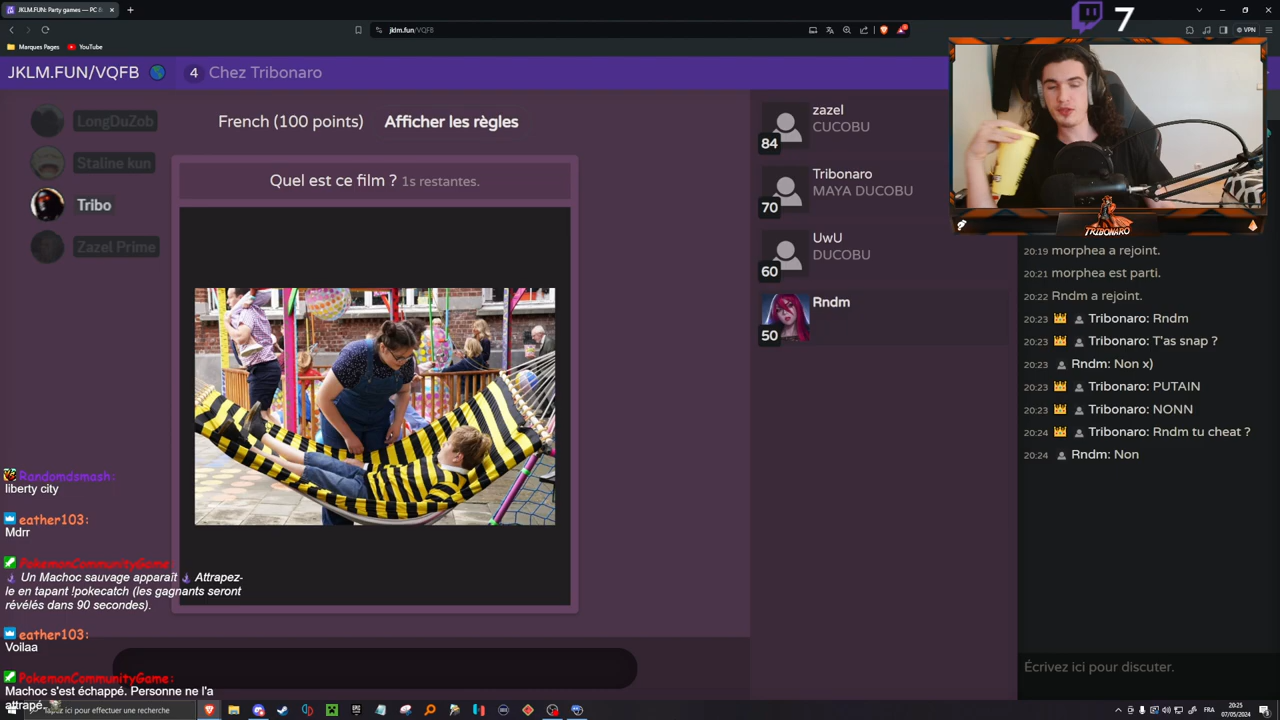 JKLM.FUN: Party games — PC 6
jklm.fun/VQFB
VPN
Marques Pages
YouTube
7
JKLM.FUN/VQFB
4
Chez Tribonaro
LongDuZob
Staline kun
Tribo
Zazel Prime
French (100 points)
Afficher les règles
Quel est ce film ? 1s restantes.
zazel
CUCOBU
84
Tribonaro
MAYA DUCOBU
70
UwU
DUCOBU
60
Rndm
50
TRIBONARO
20:19 morphea a rejoint.
20:21 morphea est parti.
20:22 Rndm a rejoint.
20:23 Tribonaro: Rndm
20:23 Tribonaro: T'as snap ?
20:23 Rndm: Non x)
20:23 Tribonaro: PUTAIN
20:23 Tribonaro: NONN
20:24 Tribonaro: Rndm tu cheat ?
20:24 Rndm: Non
Écrivez ici pour discuter.
Randomdsmash:
liberty city
eather103:
Mdrr
PokemonCommunityGame:
Un Machoc sauvage apparaît Attrapez-
le en tapant !pokecatch (les gagnants seront
révélés dans 90 secondes).
eather103:
Voilaa
PokemonCommunityGame:
Machoc s'est échappé. Personne ne l'a
attrapé.
Tapez ici pour effectuer une recherche
FRA
20:25
07/05/2024